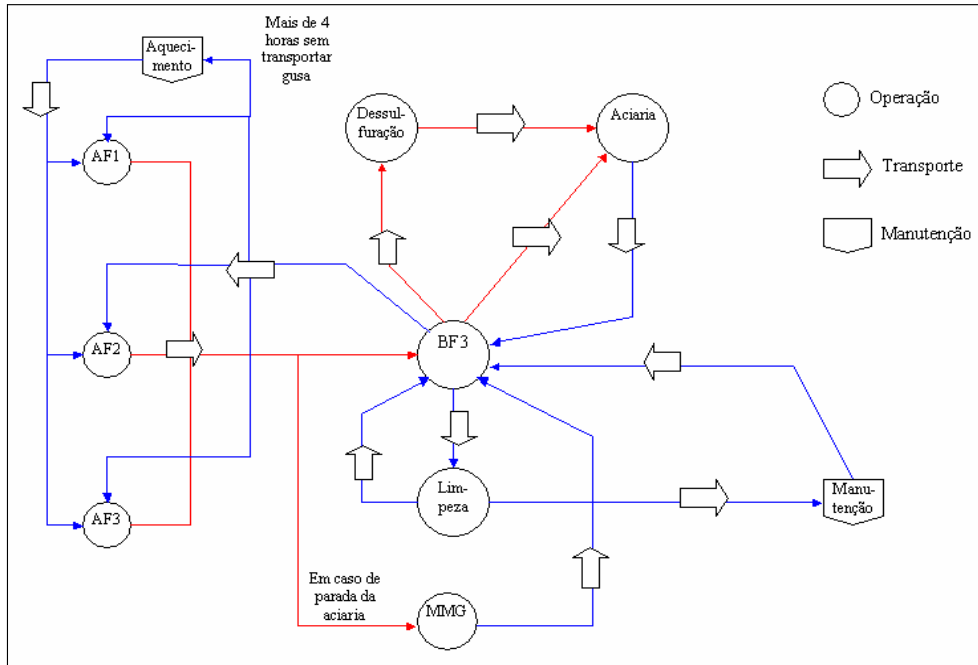 Mais de 4
horas sem
transportar
gusa
Aqueci-
mento
Dessul-
furação
Aciaria
Operação
AF1
Transporte
Manutenção
AF2
BF3
AF3
Lim-
peza
Manu-
tenção
Em caso de
parada da
aciaria
MMG